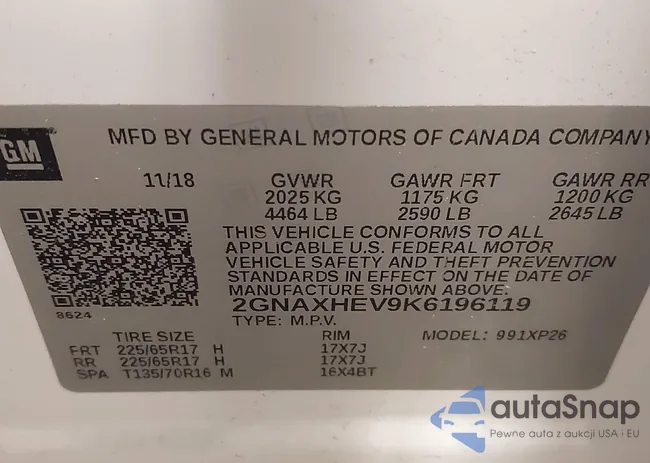 GM
MFD BY GENERAL MOTORS OF CANADA COMPANY
11/18 GVWR GAWR FRT GAWR RR
2025 KG 1175 KG 1200 KG
4464 LB 2590 LB 2645 LB
THIS VEHICLE CONFORMS TO ALL
APPLICABLE U.S. FEDERAL MOTOR
VEHICLE SAFETY AND THEFT PREVENTION
STANDARDS IN EFFECT ON THE DATE OF
MANUFACTURE SHOWN ABOVE.
8624
2GNAXHEV9K6196119
TYPE: M.P.V. MODEL: 991XP26
TIRE SIZE RIM
FRT 225/65R17 H 17X7J
RR 225/65R17 H 17X7J
SPA T135/70R16 M 16X4BT
autaSnap
Pewne auta z aukcji USA i EU